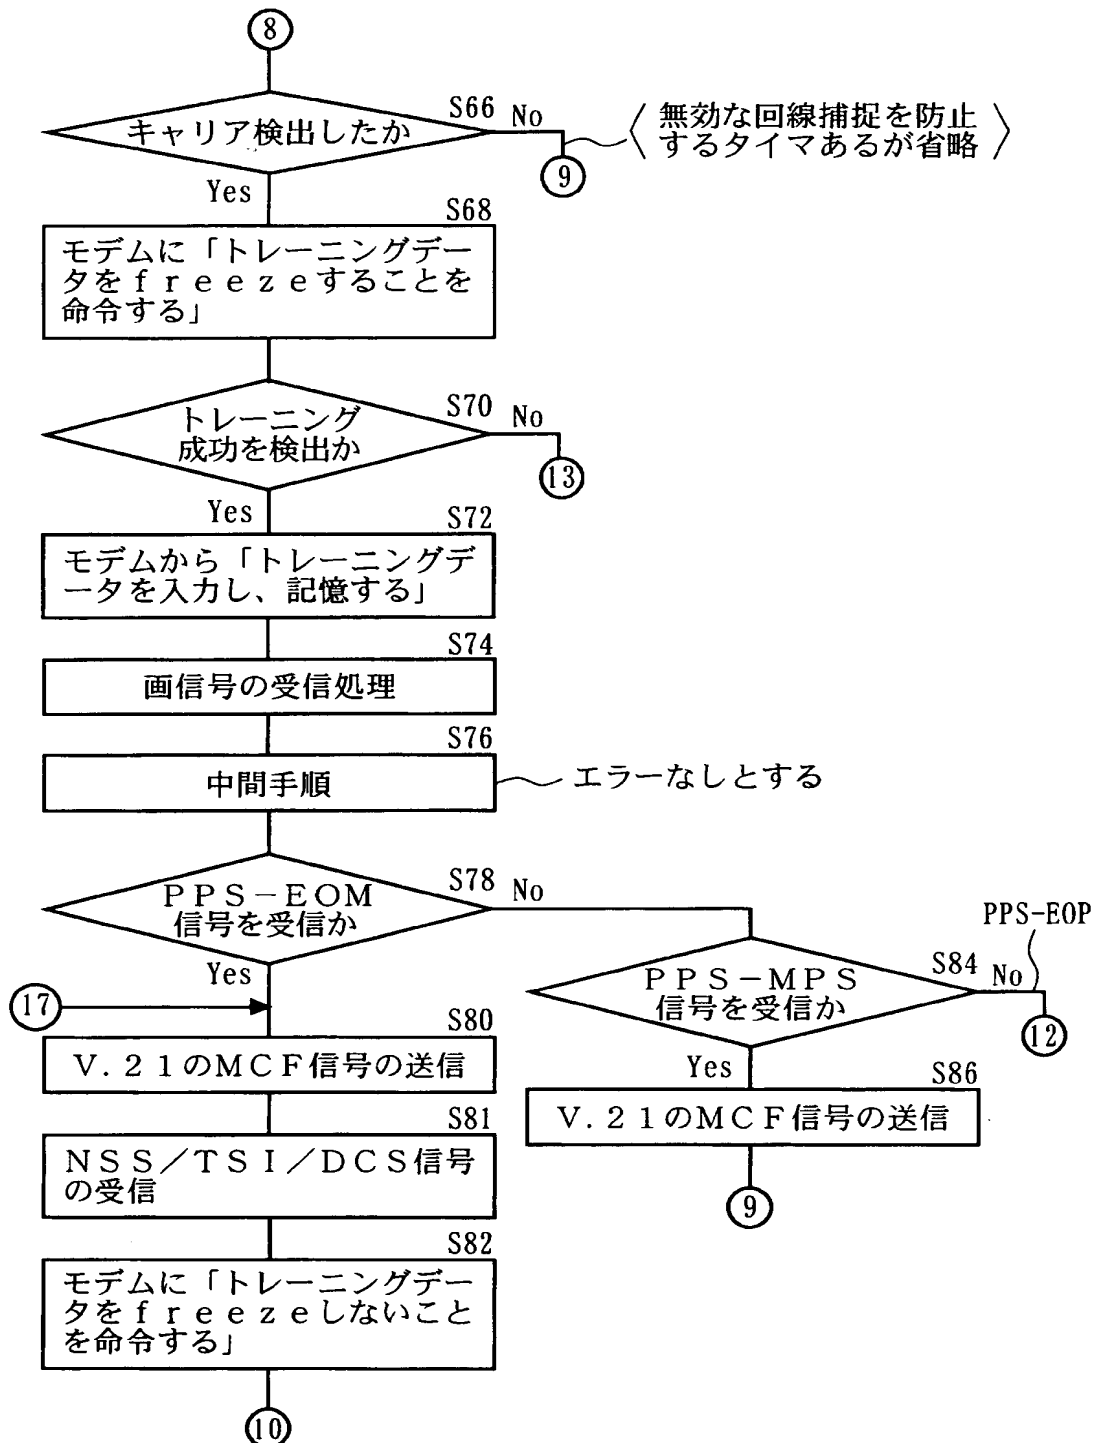 8
S66
No
キャリア検出したか
〈無効な回線捕捉を防止
するタイマあるが省略〉
9
Yes
S68
モデムに「トレーニングデー
タをｆｒｅｅｚｅすることを
命令する」
S70
No
トレーニング
成功を検出か
13
Yes
S72
モデムから「トレーニングデ
ータを入力し、記憶する」
S74
画信号の受信処理
S76
中間手順
エラーなしとする
S78
No
ＰＰＳ－ＥＯＭ
信号を受信か
PPS-EOP
Yes
S84
No
ＰＰＳ－ＭＰＳ
信号を受信か
17
12
S80
Ｖ．２１のＭＣＦ信号の送信
Yes
S86
Ｖ．２１のＭＣＦ信号の送信
S81
ＮＳＳ／ＴＳＩ／ＤＣＳ信号
の受信
9
S82
モデムに「トレーニングデー
タをｆｒｅｅｚｅしないこと
を命令する」
10